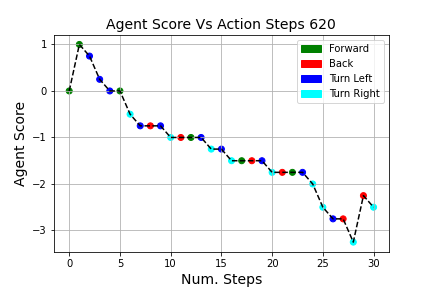 Agent Score Vs Action Steps 620
Forward
Back
Turn Left
Turn Right
Agent Score
1
0
−1
−2
−3
0 5 10 15 20 25 30
Num. Steps